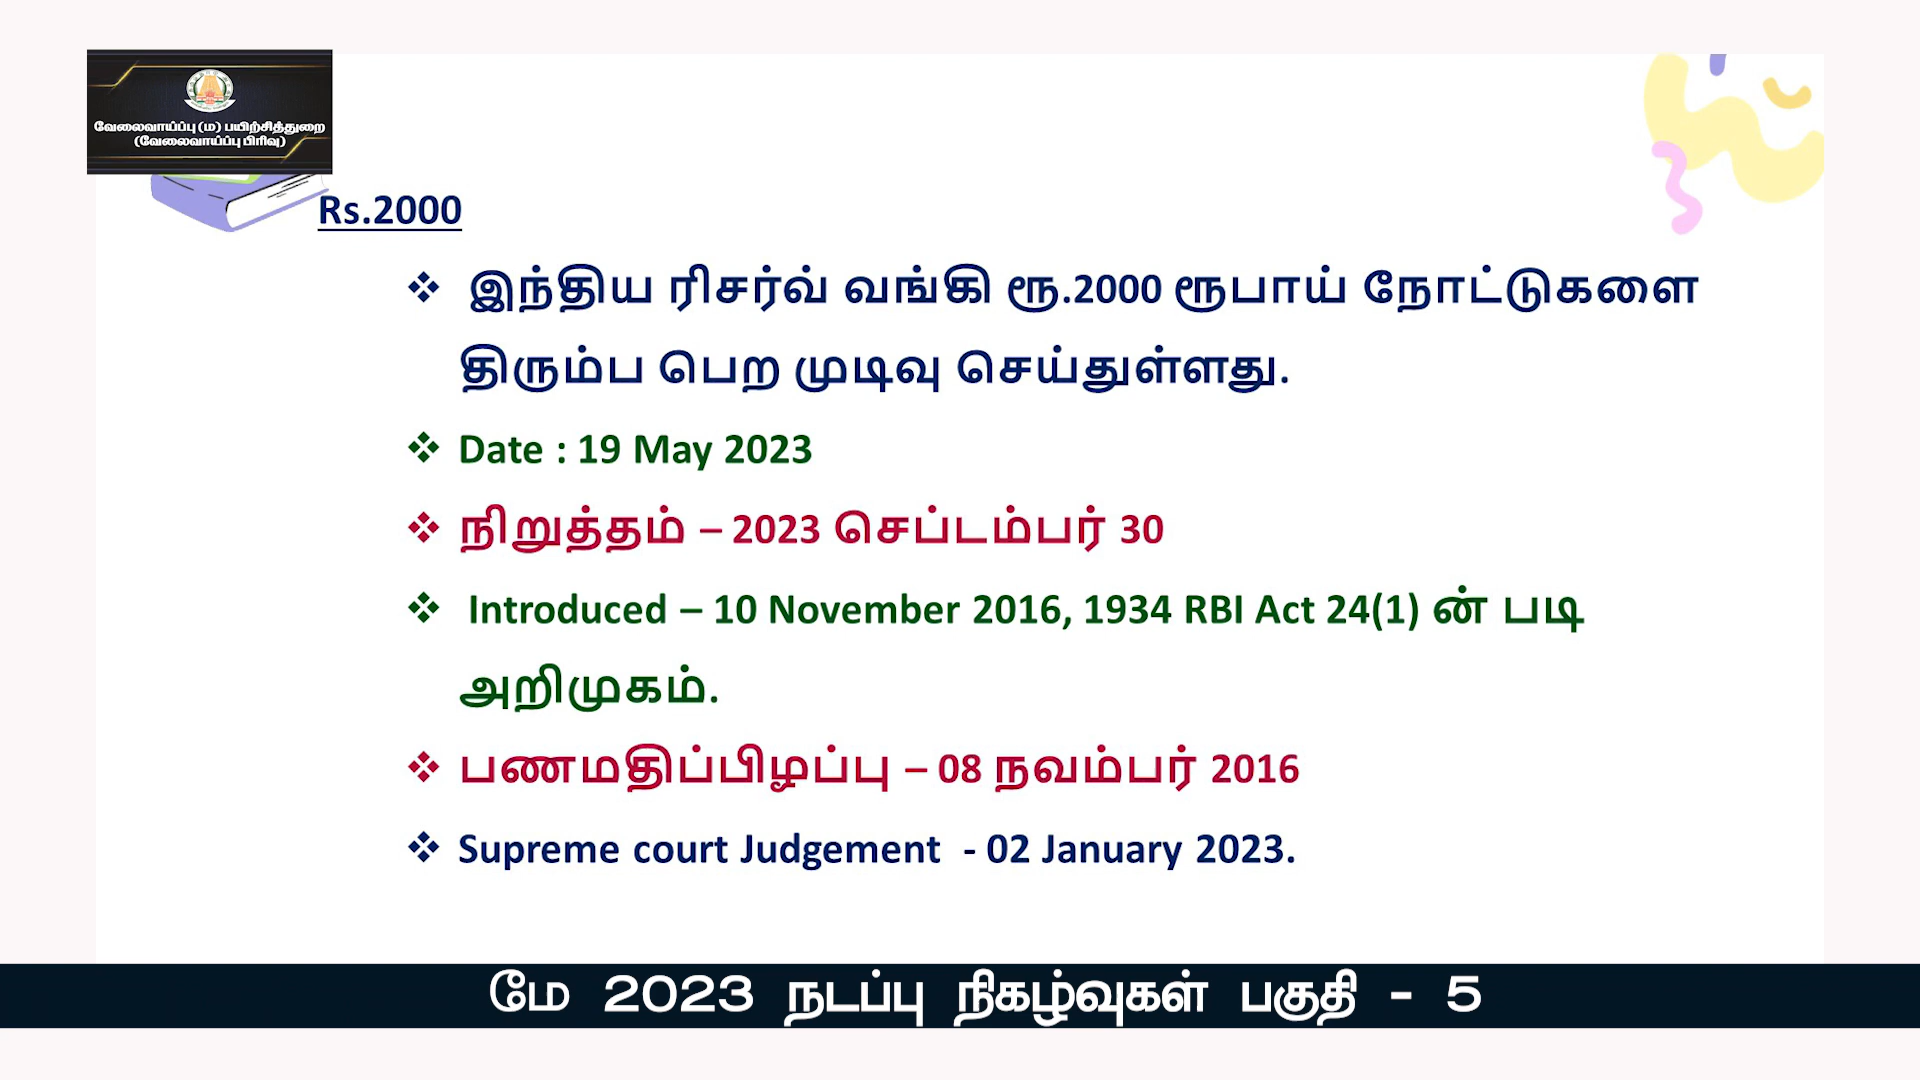 வேலைவாய்ப்பு (ம) பயிற்சித்துறை
(வேலைவாய்ப்பு பிரிவு)
Rs.2000
❖ இந்திய ரிசர்வ் வங்கி ரூ.2000 ரூபாய் நோட்டுகளை
திரும்ப பெற முடிவு செய்துள்ளது.
❖ Date : 19 May 2023
❖ நிறுத்தம் – 2023 செப்டம்பர் 30
❖ Introduced – 10 November 2016, 1934 RBI Act 24(1) ன் படி
அறிமுகம்.
❖ பணமதிப்பிழப்பு – 08 நவம்பர் 2016
❖ Supreme court Judgement - 02 January 2023.
மே 2023 நடப்பு நிகழ்வுகள் பகுதி - 5